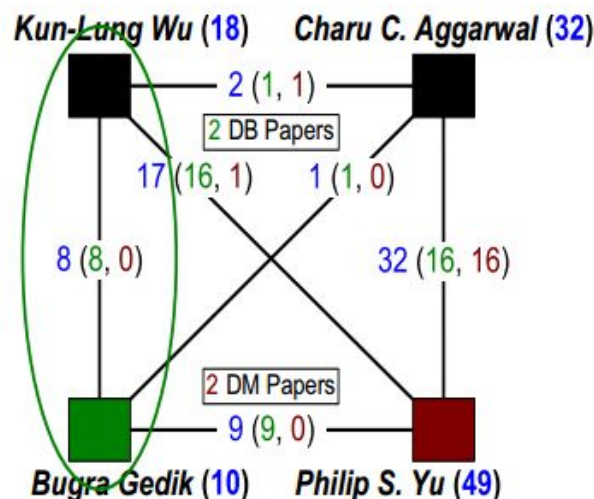 Kun-Lung Wu (18) Charu C. Aggarwal (32)
2 (1, 1)
2 DB Papers
17 (16, 1) 1 (1, 0)
8 (8, 0) 32 (16, 16)
2 DM Papers
9 (9, 0)
Bugra Gedik (10) Philip S. Yu (49)